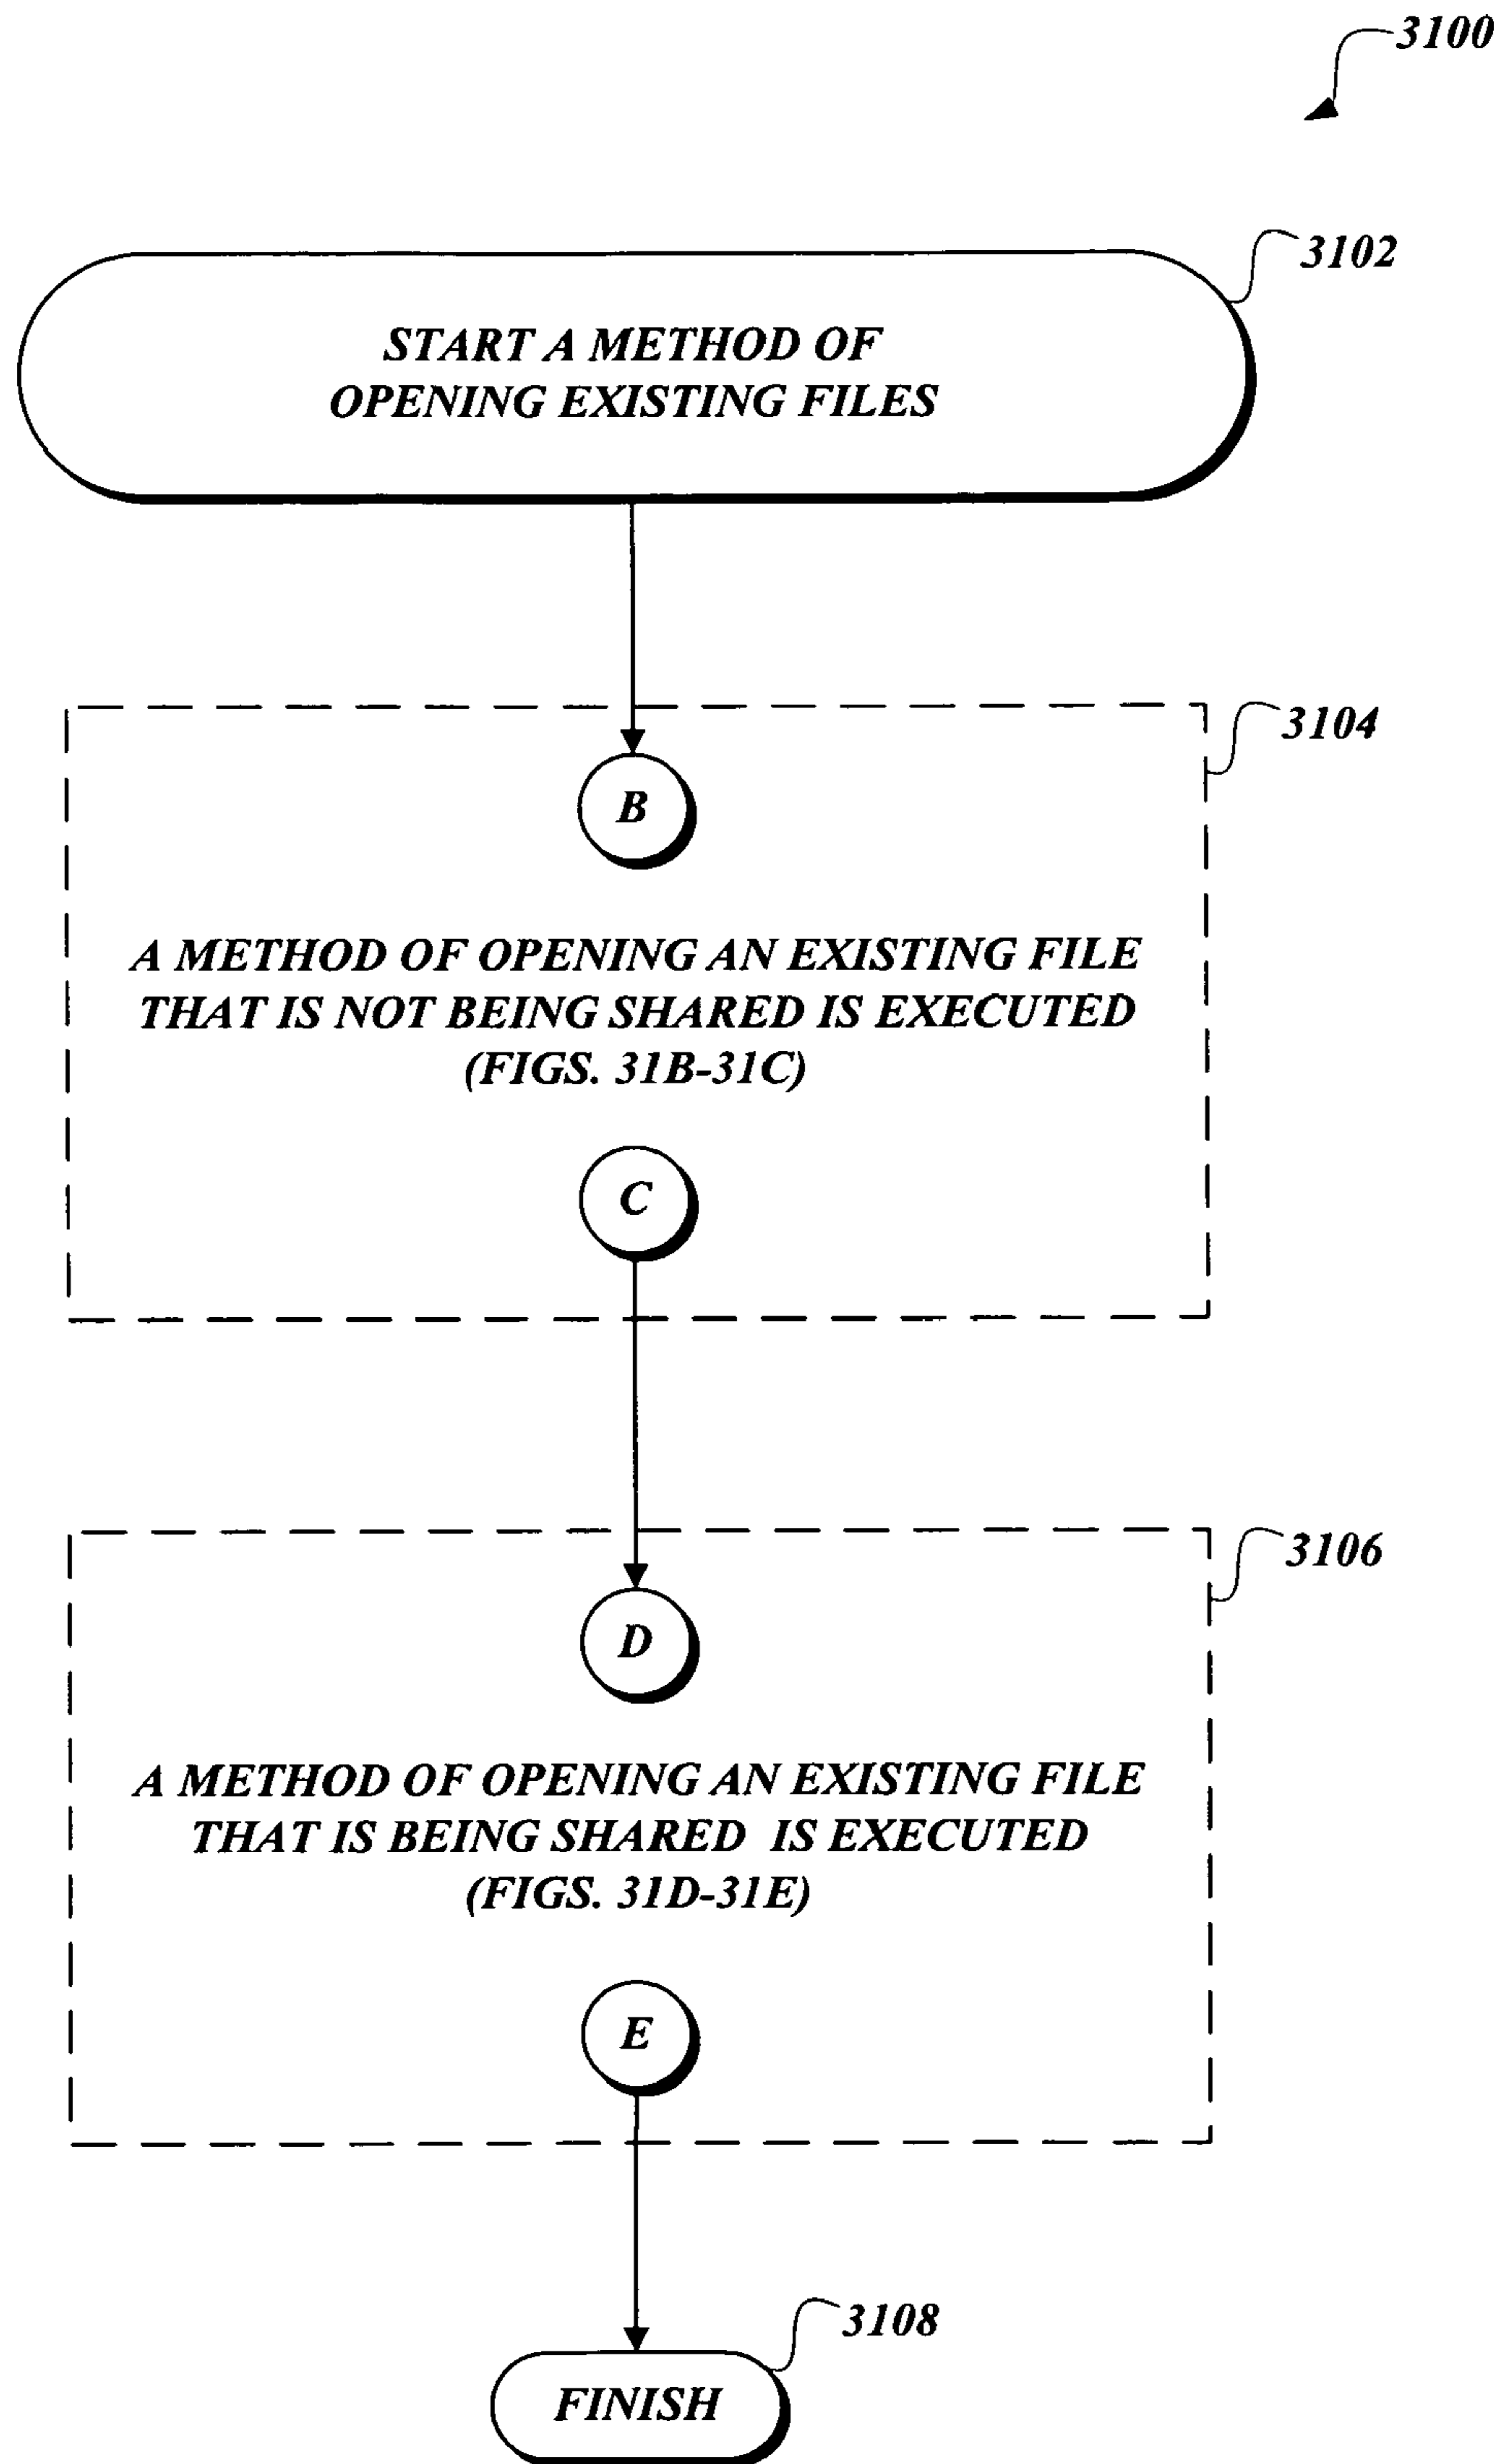 3100
3102
START A METHOD OF
OPENING EXISTING FILES
3104
B
A METHOD OF OPENING AN EXISTING FILE
THAT IS NOT BEING SHARED IS EXECUTED
(FIGS. 31B-31C)
C
3106
D
A METHOD OF OPENING AN EXISTING FILE
THAT IS BEING SHARED IS EXECUTED
(FIGS. 31D-31E)
E
3108
FINISH